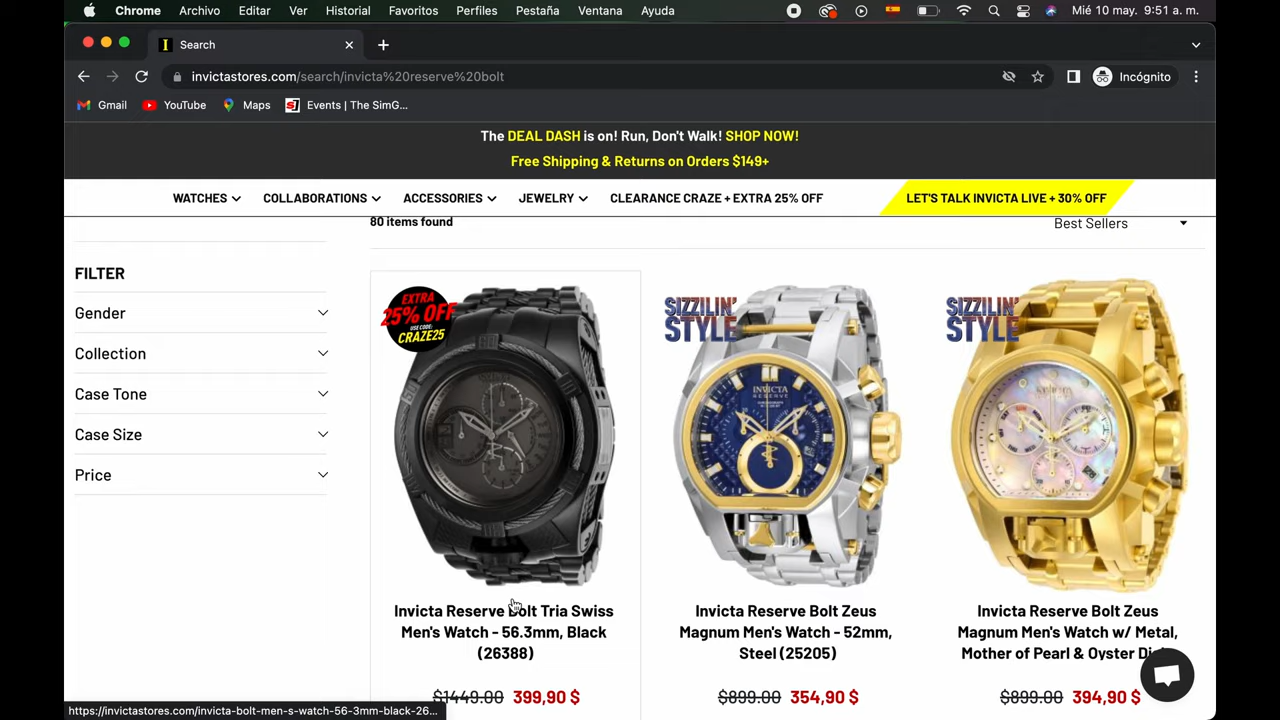 Chrome Archivo Editar Ver Historial Favoritos Perfiles Pestaña Ventana Ayuda Mié 10 may. 9:51 a. m.
Search
invictastores.com/search/invicta%20reserve%20bolt Incógnito
Gmail YouTube Maps Events | The SimG...
The DEAL DASH is on! Run, Don't Walk! SHOP NOW!
Free Shipping & Returns on Orders $149+
WATCHES COLLABORATIONS ACCESSORIES JEWELRY CLEARANCE CRAZE + EXTRA 25% OFF LET'S TALK INVICTA LIVE + 30% OFF
80 items found Best Sellers
FILTER
Gender
Collection
Case Tone
Case Size
Price
EXTRA
25% OFF
USE CODE:
CRAZE25
SIZZILIN'
STYLE
INVICTA
RESERVE
SIZZILIN'
STYLE
INVICTA
Invicta Reserve Bolt Tria Swiss
Men's Watch - 56.3mm, Black
(26388)
$1449.00 399,90 $
Invicta Reserve Bolt Zeus
Magnum Men's Watch - 52mm,
Steel (25205)
$899.00 354,90 $
Invicta Reserve Bolt Zeus
Magnum Men's Watch w/ Metal,
Mother of Pearl & Oyster
$899.00 394,90 $
https://invictastores.com/invicta-bolt-men-s-watch-56-3mm-black-26...